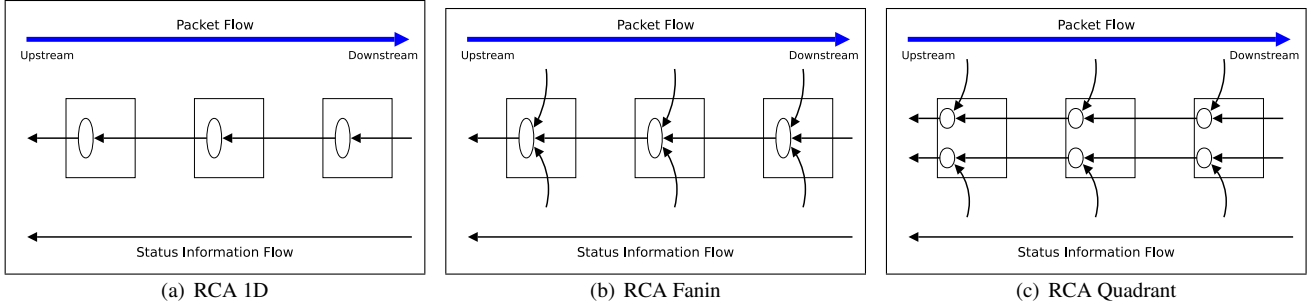 Packet Flow
Upstream Downstream
Status Information Flow
(a) RCA 1D
Packet Flow
Upstream Downstream
Status Information Flow
(b) RCA Fanin
Packet Flow
Upstream Downstream
Status Information Flow
(c) RCA Quadrant